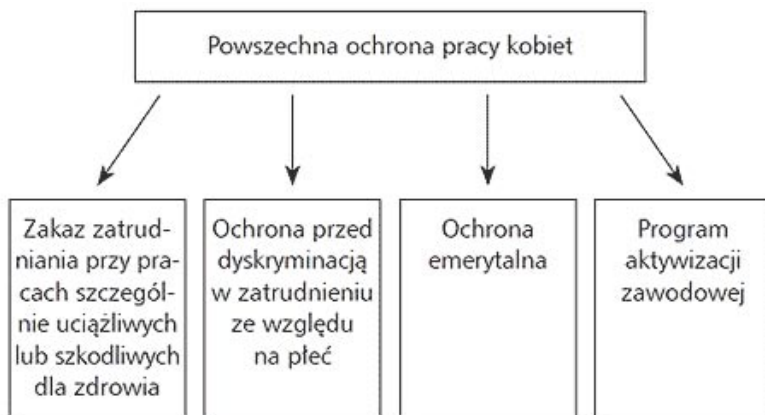 Powszechna ochrona pracy kobiet
Zakaz zatrud-
niania przy pra-
cach szczegól-
nie uciążliwych
lub szkodliwych
dla zdrowia
Ochrona przed
dyskryminacją
w zatrudnieniu
ze względu
na płeć
Ochrona
emerytalna
Program
aktywizacji
zawodowej